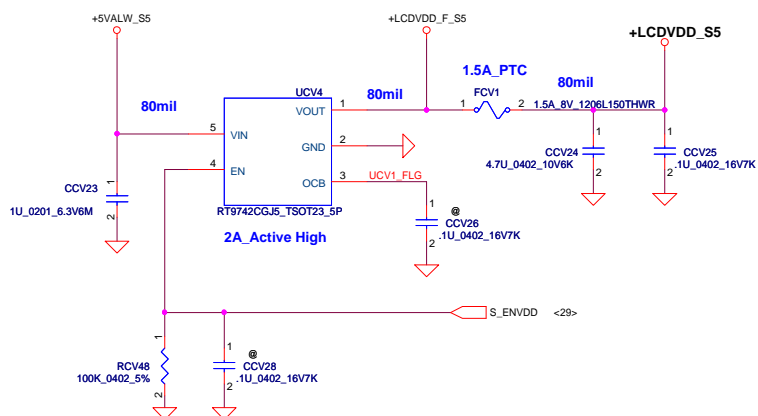 +5VALW_S5
+LCDVDD_F_S5
+LCDVDD_S5
1.5A_PTC
80mil
UCV4
80mil
FCV1
80mil
1
VOUT
1
2
1.5A_8V_1206L150THWR
5
VIN
2
GND
4
EN
1
CCV24
4.7U_0402_10V6K
2
1
CCV25
.1U_0402_16V7K
2
3
OCB
UCV1_FLG
1
CCV23
1U_0201_6.3V6M
2
RT9742CGJ5_TSOT23_5P
2A_Active High
@
1
CCV26
.1U_0402_16V7K
2
S_ENVDD <29>
1
RCV48
100K_0402_5%
2
@
1
CCV28
.1U_0402_16V7K
2